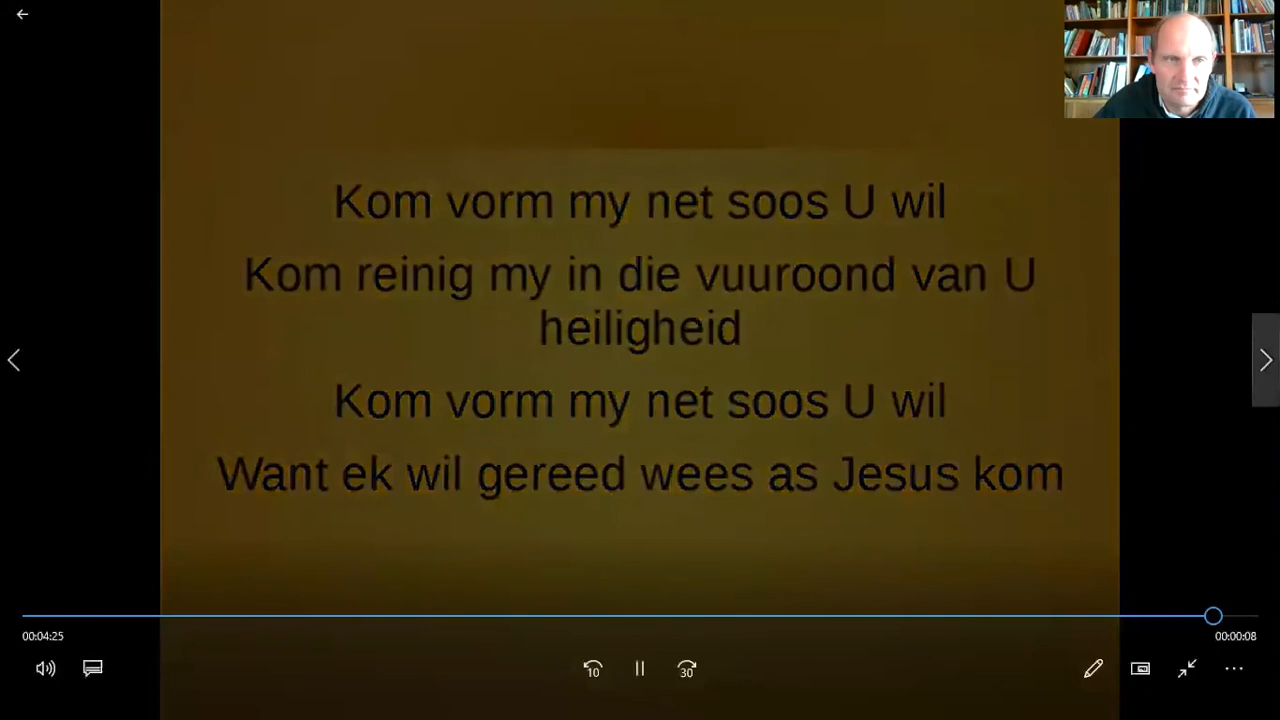 Kom vorm my net soos U wil
Kom reinig my in die vuuroond van U
heiligheid
Kom vorm my net soos U wil
Want ek wil gereed wees as Jesus kom
00:04:25
00:00:08
10
30